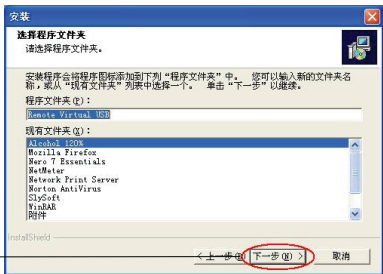 安装
选择程序文件夹
请选择程序文件夹。
安装程序会将程序图标添加到下列“程序文件夹”中。 您可以输入新的文件夹名
称,或从“现有文件夹”列表中选择一个。 单击“下一步”以继续。
程序文件夹(P):
Remote Virtual USB
现有文件夹(X):
Alcohol 120%
Mozilla Firefox
Nero 7 Essentials
NetMeter
Network Print Server
Norton AntiVirus
SlySoft
WinRAR
附件
InstallShield
< 上一步(B) 下一步(N) > 取消